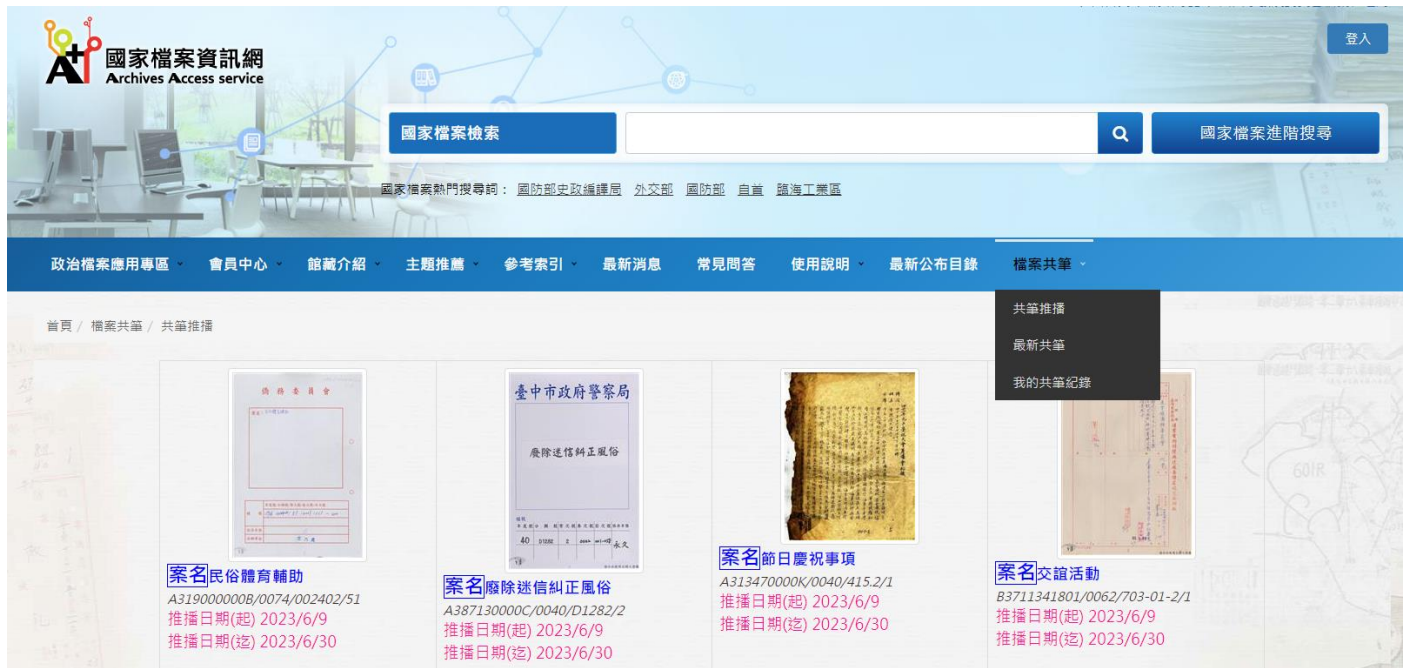 登入
國家檔案資訊網
Archives Access service
國家檔案檢索
國家檔案進階搜尋
國家檔案熱門搜尋詞： 國防部史政編譯局 外交部 國防部 自首 臨海工業區
政治檔案應用專區 會員中心 館藏介紹 主題推薦 參考索引 最新消息 常見問答 使用說明 最新公布目錄 檔案共筆
共筆推播
最新共筆
我的共筆紀錄
首頁 / 檔案共筆 / 共筆推播
僑務委員會
案名民俗體育輔助
A319000000B/0074/002402/51
推播日期(起) 2023/6/9
推播日期(迄) 2023/6/30
臺中市政府警察局
廢除迷信糾正風俗
40 D1282 2
永久
案名廢除迷信糾正風俗
A387130000C/0040/D1282/2
推播日期(起) 2023/6/9
推播日期(迄) 2023/6/30
案名節日慶祝事項
A313470000K/0040/415.2/1
推播日期(起) 2023/6/9
推播日期(迄) 2023/6/30
案名交誼活動
B3711341801/0062/703-01-2/1
推播日期(起) 2023/6/9
推播日期(迄) 2023/6/30